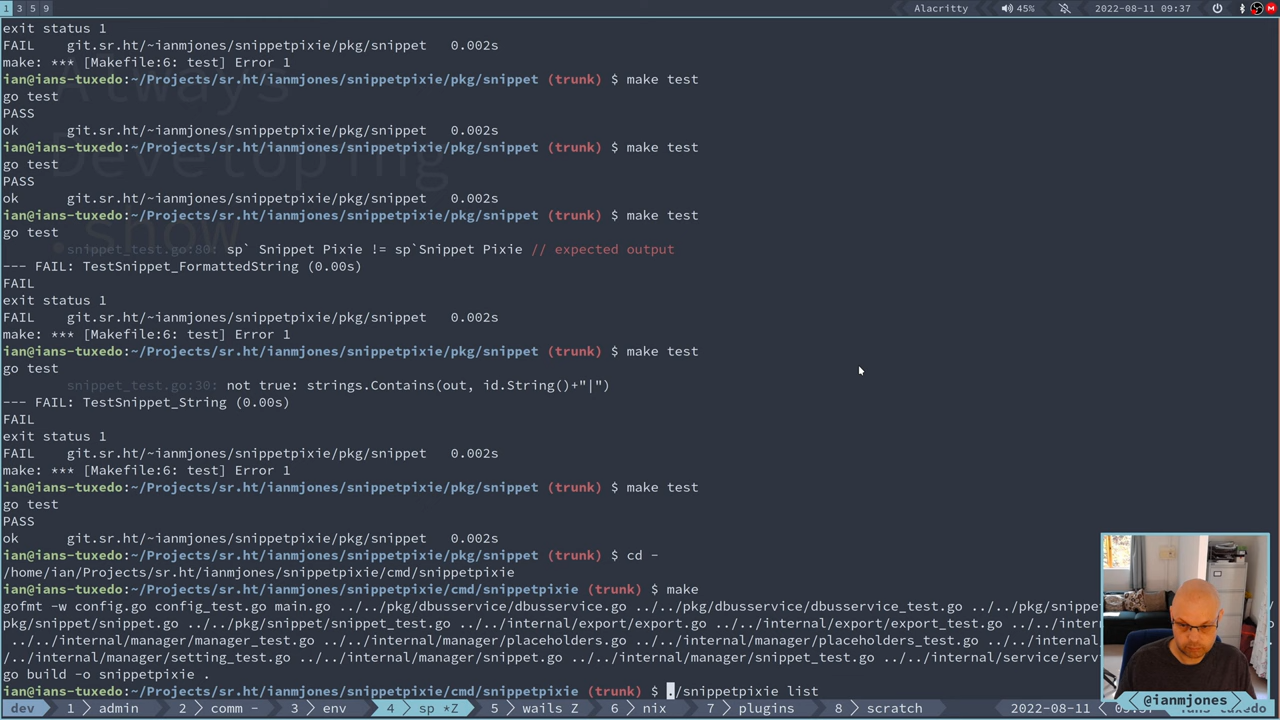 1 3 5 9 Alacritty 45% 2022-08-11 09:37
exit status 1
FAIL git.sr.ht/~ianmjones/snippetpixie/pkg/snippet 0.002s
make: *** [Makefile:6: test] Error 1
ian@ians-tuxedo:~/Projects/sr.ht/ianmjones/snippetpixie/pkg/snippet (trunk) $ make test
go test
PASS
ok git.sr.ht/~ianmjones/snippetpixie/pkg/snippet 0.002s
ian@ians-tuxedo:~/Projects/sr.ht/ianmjones/snippetpixie/pkg/snippet (trunk) $ make test
go test
PASS
ok git.sr.ht/~ianmjones/snippetpixie/pkg/snippet 0.002s
ian@ians-tuxedo:~/Projects/sr.ht/ianmjones/snippetpixie/pkg/snippet (trunk) $ make test
go test
snippet_test.go:80: sp` Snippet Pixie != sp`Snippet Pixie // expected output
--- FAIL: TestSnippet_FormattedString (0.00s)
FAIL
exit status 1
FAIL git.sr.ht/~ianmjones/snippetpixie/pkg/snippet 0.002s
make: *** [Makefile:6: test] Error 1
ian@ians-tuxedo:~/Projects/sr.ht/ianmjones/snippetpixie/pkg/snippet (trunk) $ make test
go test
snippet_test.go:30: not true: strings.Contains(out, id.String()+"|")
--- FAIL: TestSnippet_String (0.00s)
FAIL
exit status 1
FAIL git.sr.ht/~ianmjones/snippetpixie/pkg/snippet 0.002s
make: *** [Makefile:6: test] Error 1
ian@ians-tuxedo:~/Projects/sr.ht/ianmjones/snippetpixie/pkg/snippet (trunk) $ make test
go test
PASS
ok git.sr.ht/~ianmjones/snippetpixie/pkg/snippet 0.002s
ian@ians-tuxedo:~/Projects/sr.ht/ianmjones/snippetpixie/pkg/snippet (trunk) $ cd -
/home/ian/Projects/sr.ht/ianmjones/snippetpixie/cmd/snippetpixie
ian@ians-tuxedo:~/Projects/sr.ht/ianmjones/snippetpixie/cmd/snippetpixie (trunk) $ make
gofmt -w config.go config_test.go main.go ../../pkg/dbusservice/dbusservice.go ../../pkg/dbusservice/dbusservice_test.go ../../pkg/snippe
pkg/snippet/snippet.go ../../pkg/snippet/snippet_test.go ../../internal/export/export.go ../../internal/export/export_test.go ../../inter
../../internal/manager/manager_test.go ../../internal/manager/placeholders.go ../../internal/manager/placeholders_test.go ../../internal
/../internal/manager/setting_test.go ../../internal/manager/snippet.go ../../internal/manager/snippet_test.go ../../internal/service/serv
go build -o snippetpixie .
ian@ians-tuxedo:~/Projects/sr.ht/ianmjones/snippetpixie/cmd/snippetpixie (trunk) $ ./snippetpixie list
dev 1 admin 2 comm - 3 env 4 sp *Z 5 wails Z 6 nix 7 plugins 8 scratch 2022-08-11
Always
Developing
show
@ianmjones